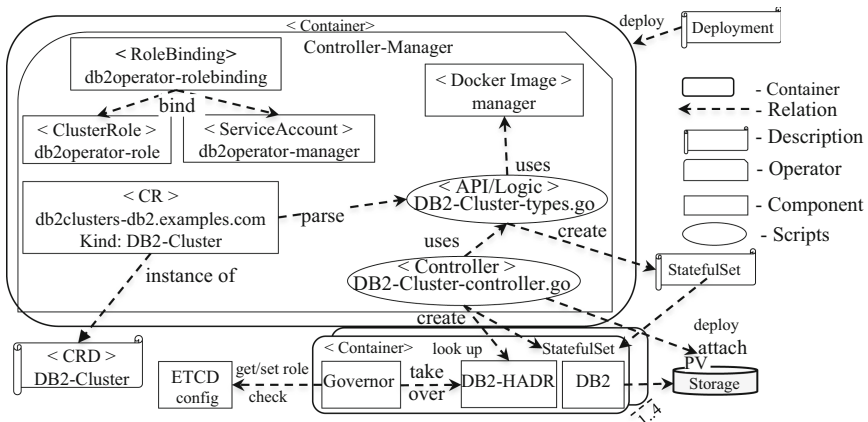 < Container>
Controller-Manager
deploy
Deployment
< RoleBinding>
db2operator-rolebinding
bind
< ClusterRole >
db2operator-role
< ServiceAccount >
db2operator-manager
< Docker Image >
manager
uses
- Container
- Relation
- Description
- Operator
- Component
- Scripts
< CR >
db2clusters-db2.examples.com
Kind: DB2-Cluster
parse
< API/Logic >
DB2-Cluster-types.go
uses
create
StatefulSet
instance of
< Controller >
DB2-Cluster-controller.go
create
deploy
attach
< CRD >
DB2-Cluster
< Container>
look up
StatefulSet
PV
ETCD
config
get/set role
check
Governor
take
over
DB2-HADR
DB2
Storage
1..4